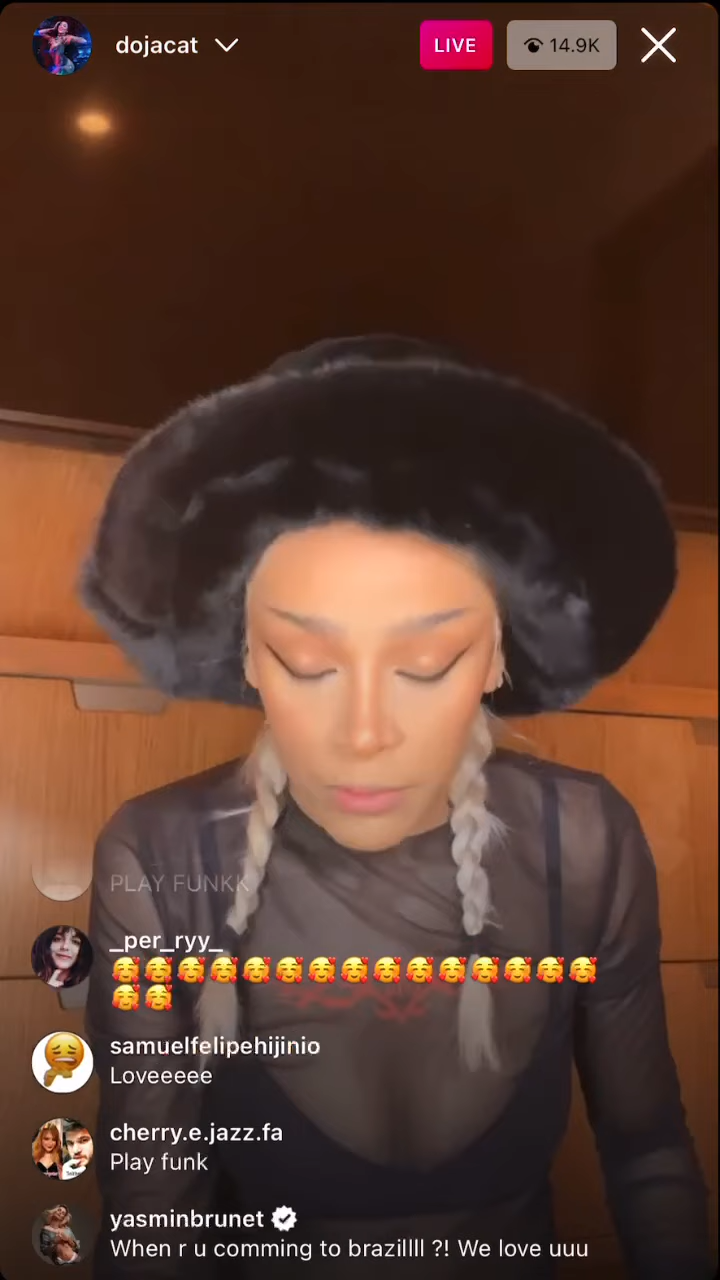 dojacat
LIVE
14.9K
PLAY FUNKK
_per_ryy_
🥰🥰🥰🥰🥰🥰🥰🥰🥰🥰🥰🥰🥰🥰🥰
🥰🥰
samuelfelipehijinio
Loveeeee
cherry.e.jazz.fa
Play funk
yasminbrunet
When r u comming to brazillll ?! We love uuu